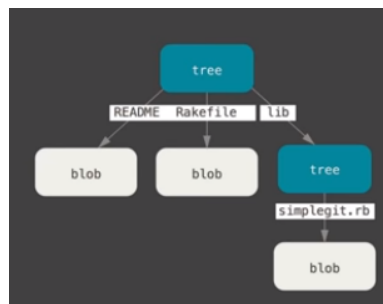 tree
README Rakefile lib
blob blob tree
simplegit.rb
blob